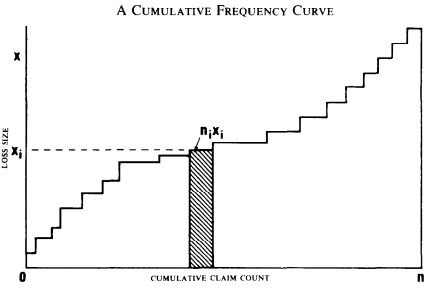 A CUMULATIVE FREQUENCY CURVE
x
nᵢxᵢ
xᵢ
LOSS SIZE
0
CUMULATIVE CLAIM COUNT
n